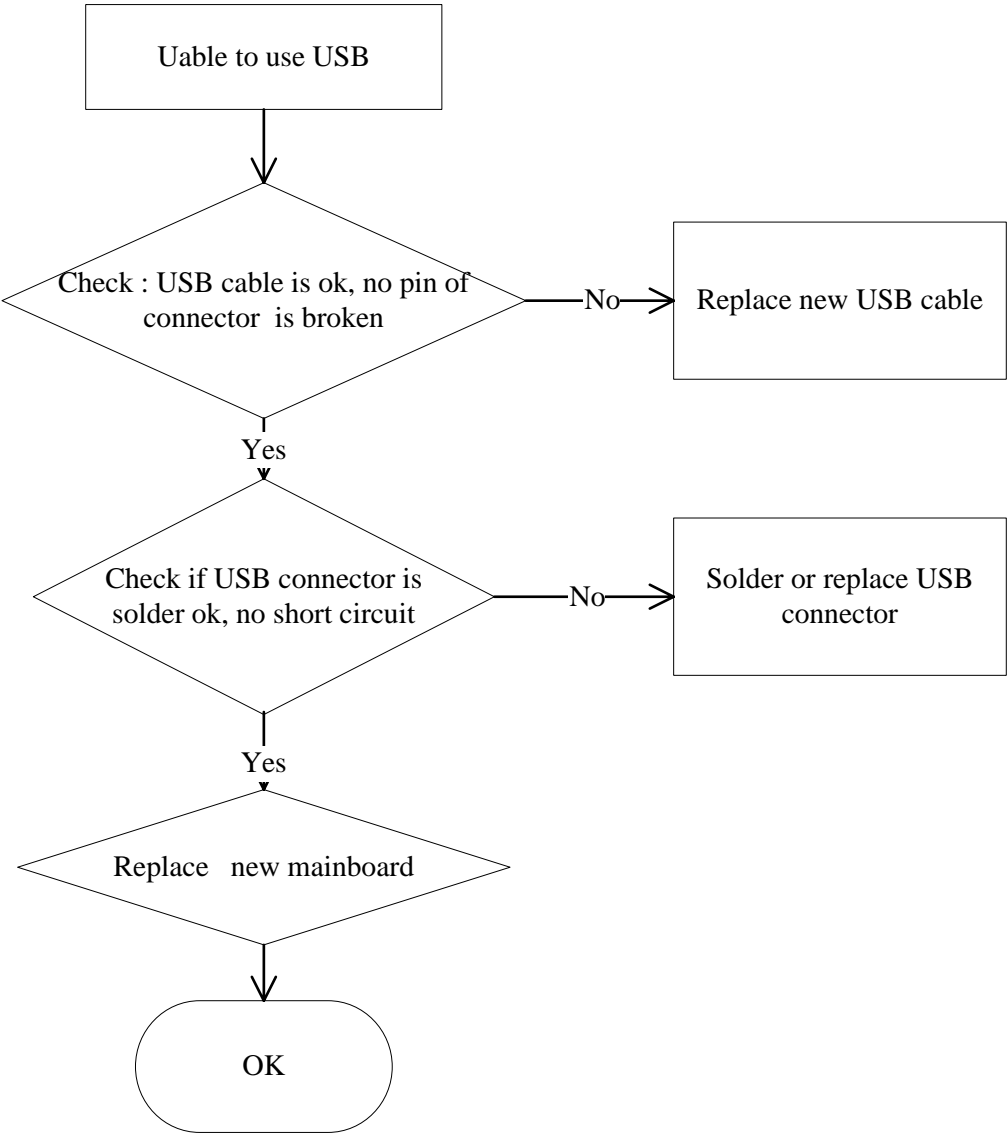 Uable to use USB
Check : USB cable is ok, no pin of
connector is broken
No
Replace new USB cable
Yes
Check if USB connector is
solder ok, no short circuit
No
Solder or replace USB
connector
Yes
Replace new mainboard
OK